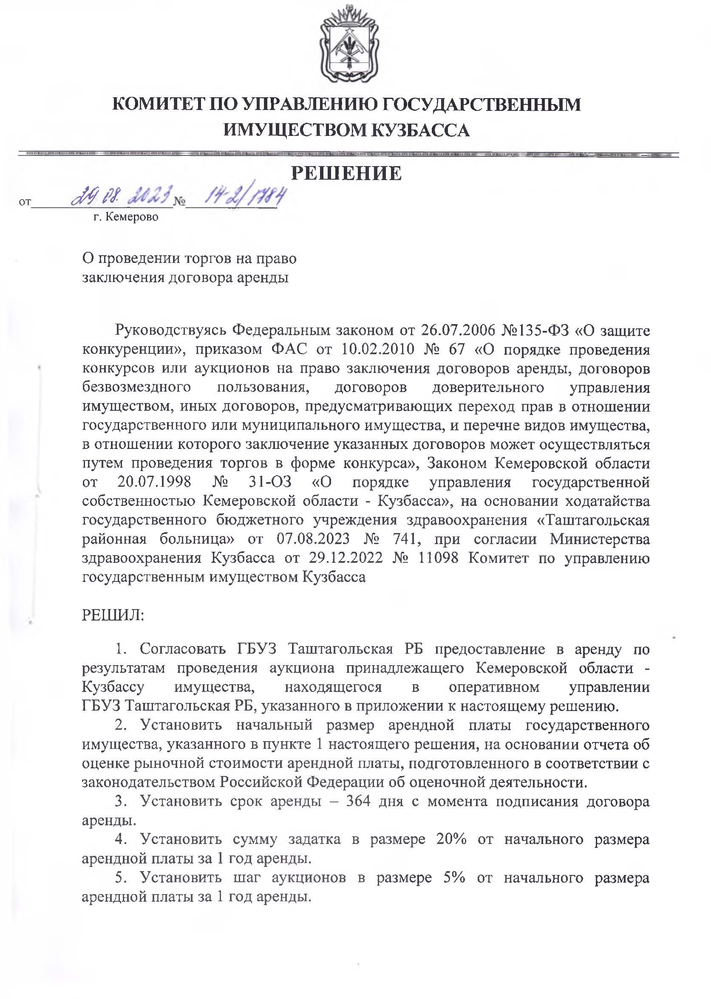 КОМИТЕТ ПО УПРАВЛЕНИЮ ГОСУДАРСТВЕННЫМ
ИМУЩЕСТВОМ КУЗБАССА
РЕШЕНИЕ
от 29.08.2023 № 14-2/1784
г. Кемерово
О проведении торгов на право
заключения договора аренды
Руководствуясь Федеральным законом от 26.07.2006 №135-ФЗ «О защите
конкуренции», приказом ФАС от 10.02.2010 № 67 «О порядке проведения
конкурсов или аукционов на право заключения договоров аренды, договоров
безвозмездного пользования, договоров доверительного управления
имуществом, иных договоров, предусматривающих переход прав в отношении
государственного или муниципального имущества, и перечне видов имущества,
в отношении которого заключение указанных договоров может осуществляться
путем проведения торгов в форме конкурса», Законом Кемеровской области
от 20.07.1998 № 31-ОЗ «О порядке управления государственной
собственностью Кемеровской области - Кузбасса», на основании ходатайства
государственного бюджетного учреждения здравоохранения «Таштагольская
районная больница» от 07.08.2023 № 741, при согласии Министерства
здравоохранения Кузбасса от 29.12.2022 № 11098 Комитет по управлению
государственным имуществом Кузбасса
РЕШИЛ:
1. Согласовать ГБУЗ Таштагольская РБ предоставление в аренду по
результатам проведения аукциона принадлежащего Кемеровской области -
Кузбассу имущества, находящегося в оперативном управлении
ГБУЗ Таштагольская РБ, указанного в приложении к настоящему решению.
2. Установить начальный размер арендной платы государственного
имущества, указанного в пункте 1 настоящего решения, на основании отчета об
оценке рыночной стоимости арендной платы, подготовленного в соответствии с
законодательством Российской Федерации об оценочной деятельности.
3. Установить срок аренды – 364 дня с момента подписания договора
аренды.
4. Установить сумму задатка в размере 20% от начального размера
арендной платы за 1 год аренды.
5. Установить шаг аукционов в размере 5% от начального размера
арендной платы за 1 год аренды.